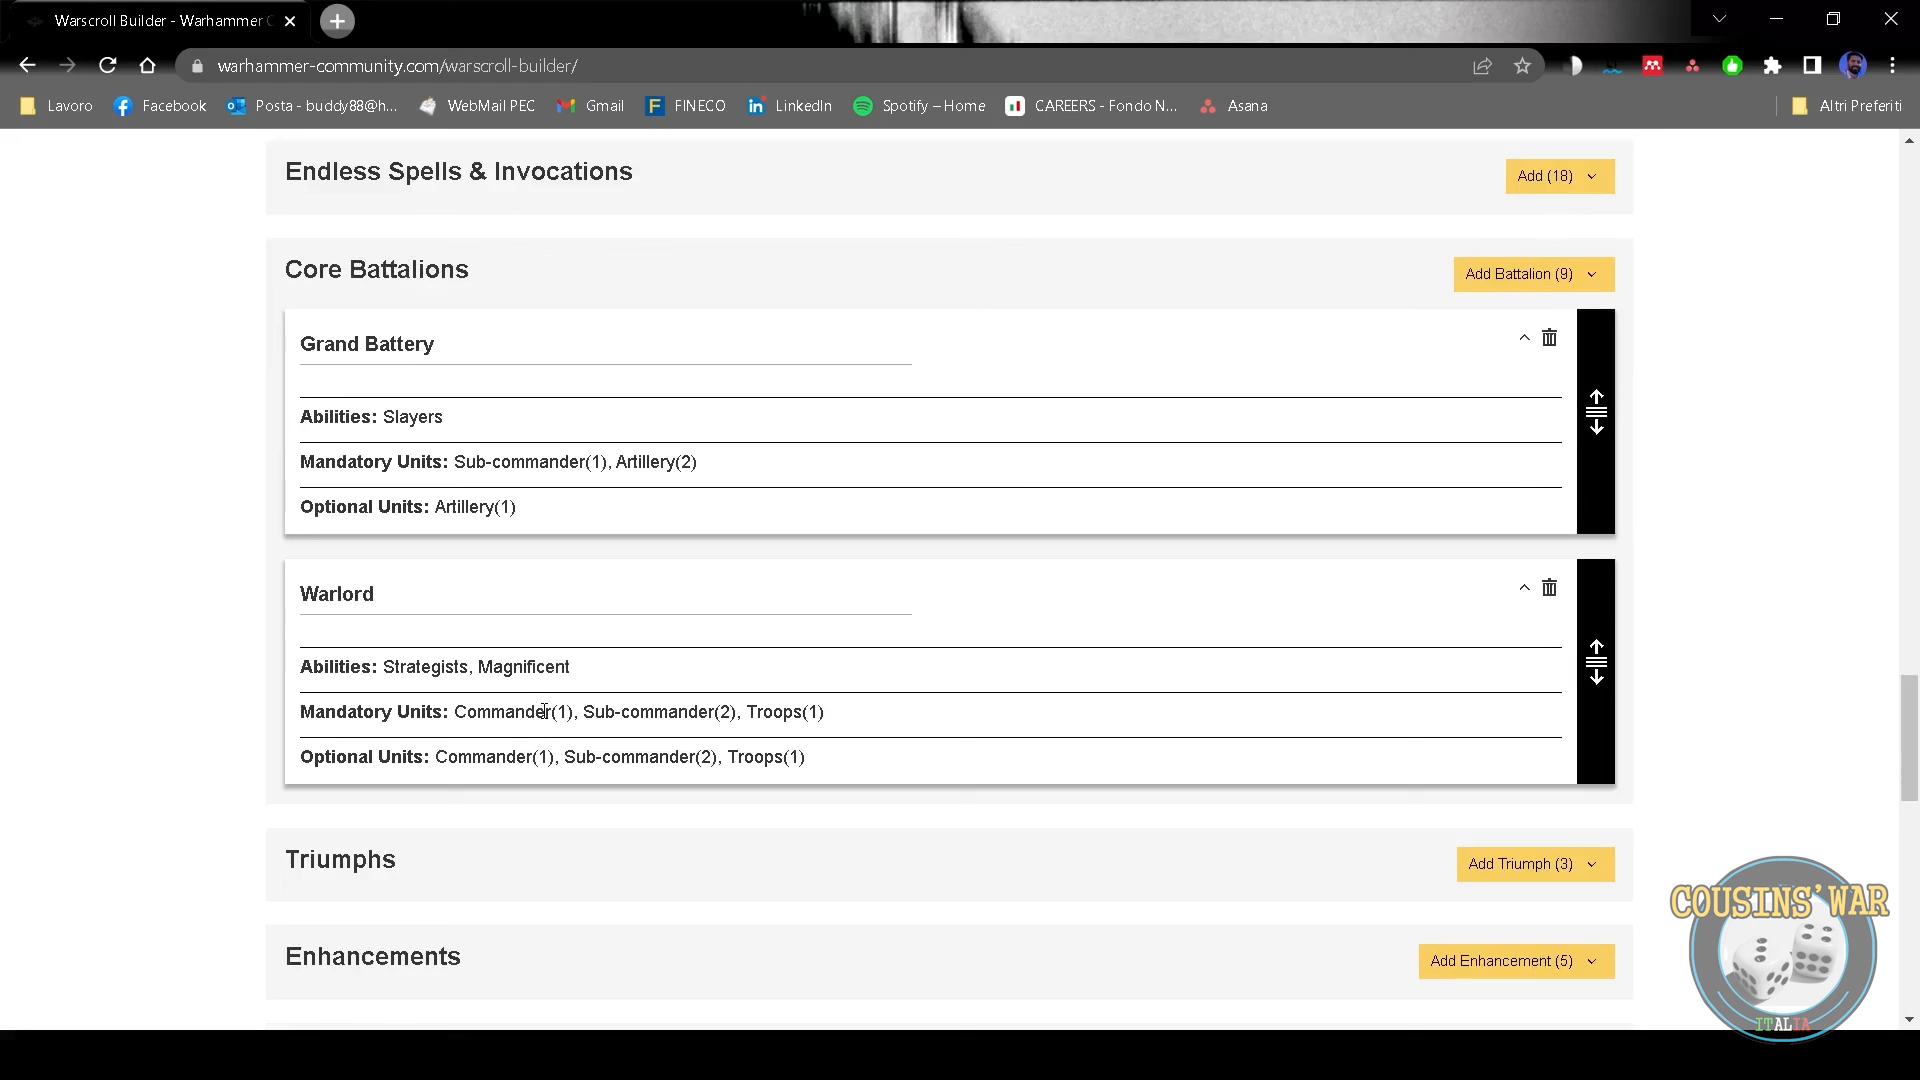 Warscroll Builder - Warhammer C
warhammer-community.com/warscroll-builder/
Lavoro
Facebook
Posta - buddy88@h...
WebMail PEC
Gmail
FINECO
LinkedIn
Spotify – Home
CAREERS - Fondo N...
Asana
Altri Preferiti
Endless Spells & Invocations
Add (18)
Core Battalions
Add Battalion (9)
Grand Battery
Abilities: Slayers
Mandatory Units: Sub-commander(1), Artillery(2)
Optional Units: Artillery(1)
Warlord
Abilities: Strategists, Magnificent
Mandatory Units: Commander(1), Sub-commander(2), Troops(1)
Optional Units: Commander(1), Sub-commander(2), Troops(1)
Triumphs
Add Triumph (3)
Enhancements
Add Enhancement (5)
COUSINS' WAR
ITALIA